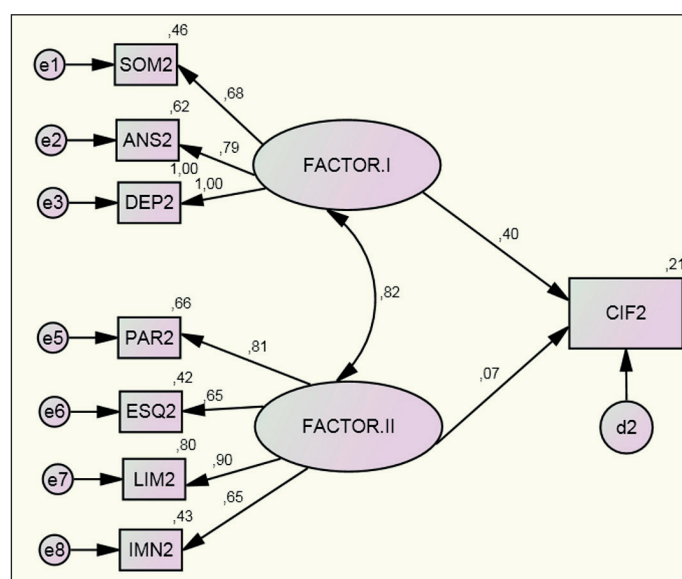 ,46
e1
SOM2
,68
,62
e2
ANS2
,79
FACTOR.I
1,00
1,00
e3
DEP2
,40
,21
,82
CIF2
,66
e5
PAR2
,81
,07
,42
e6
ESQ2
,65
FACTOR.II
d2
,80
e7
LIM2
,90
,65
,43
e8
IMN2